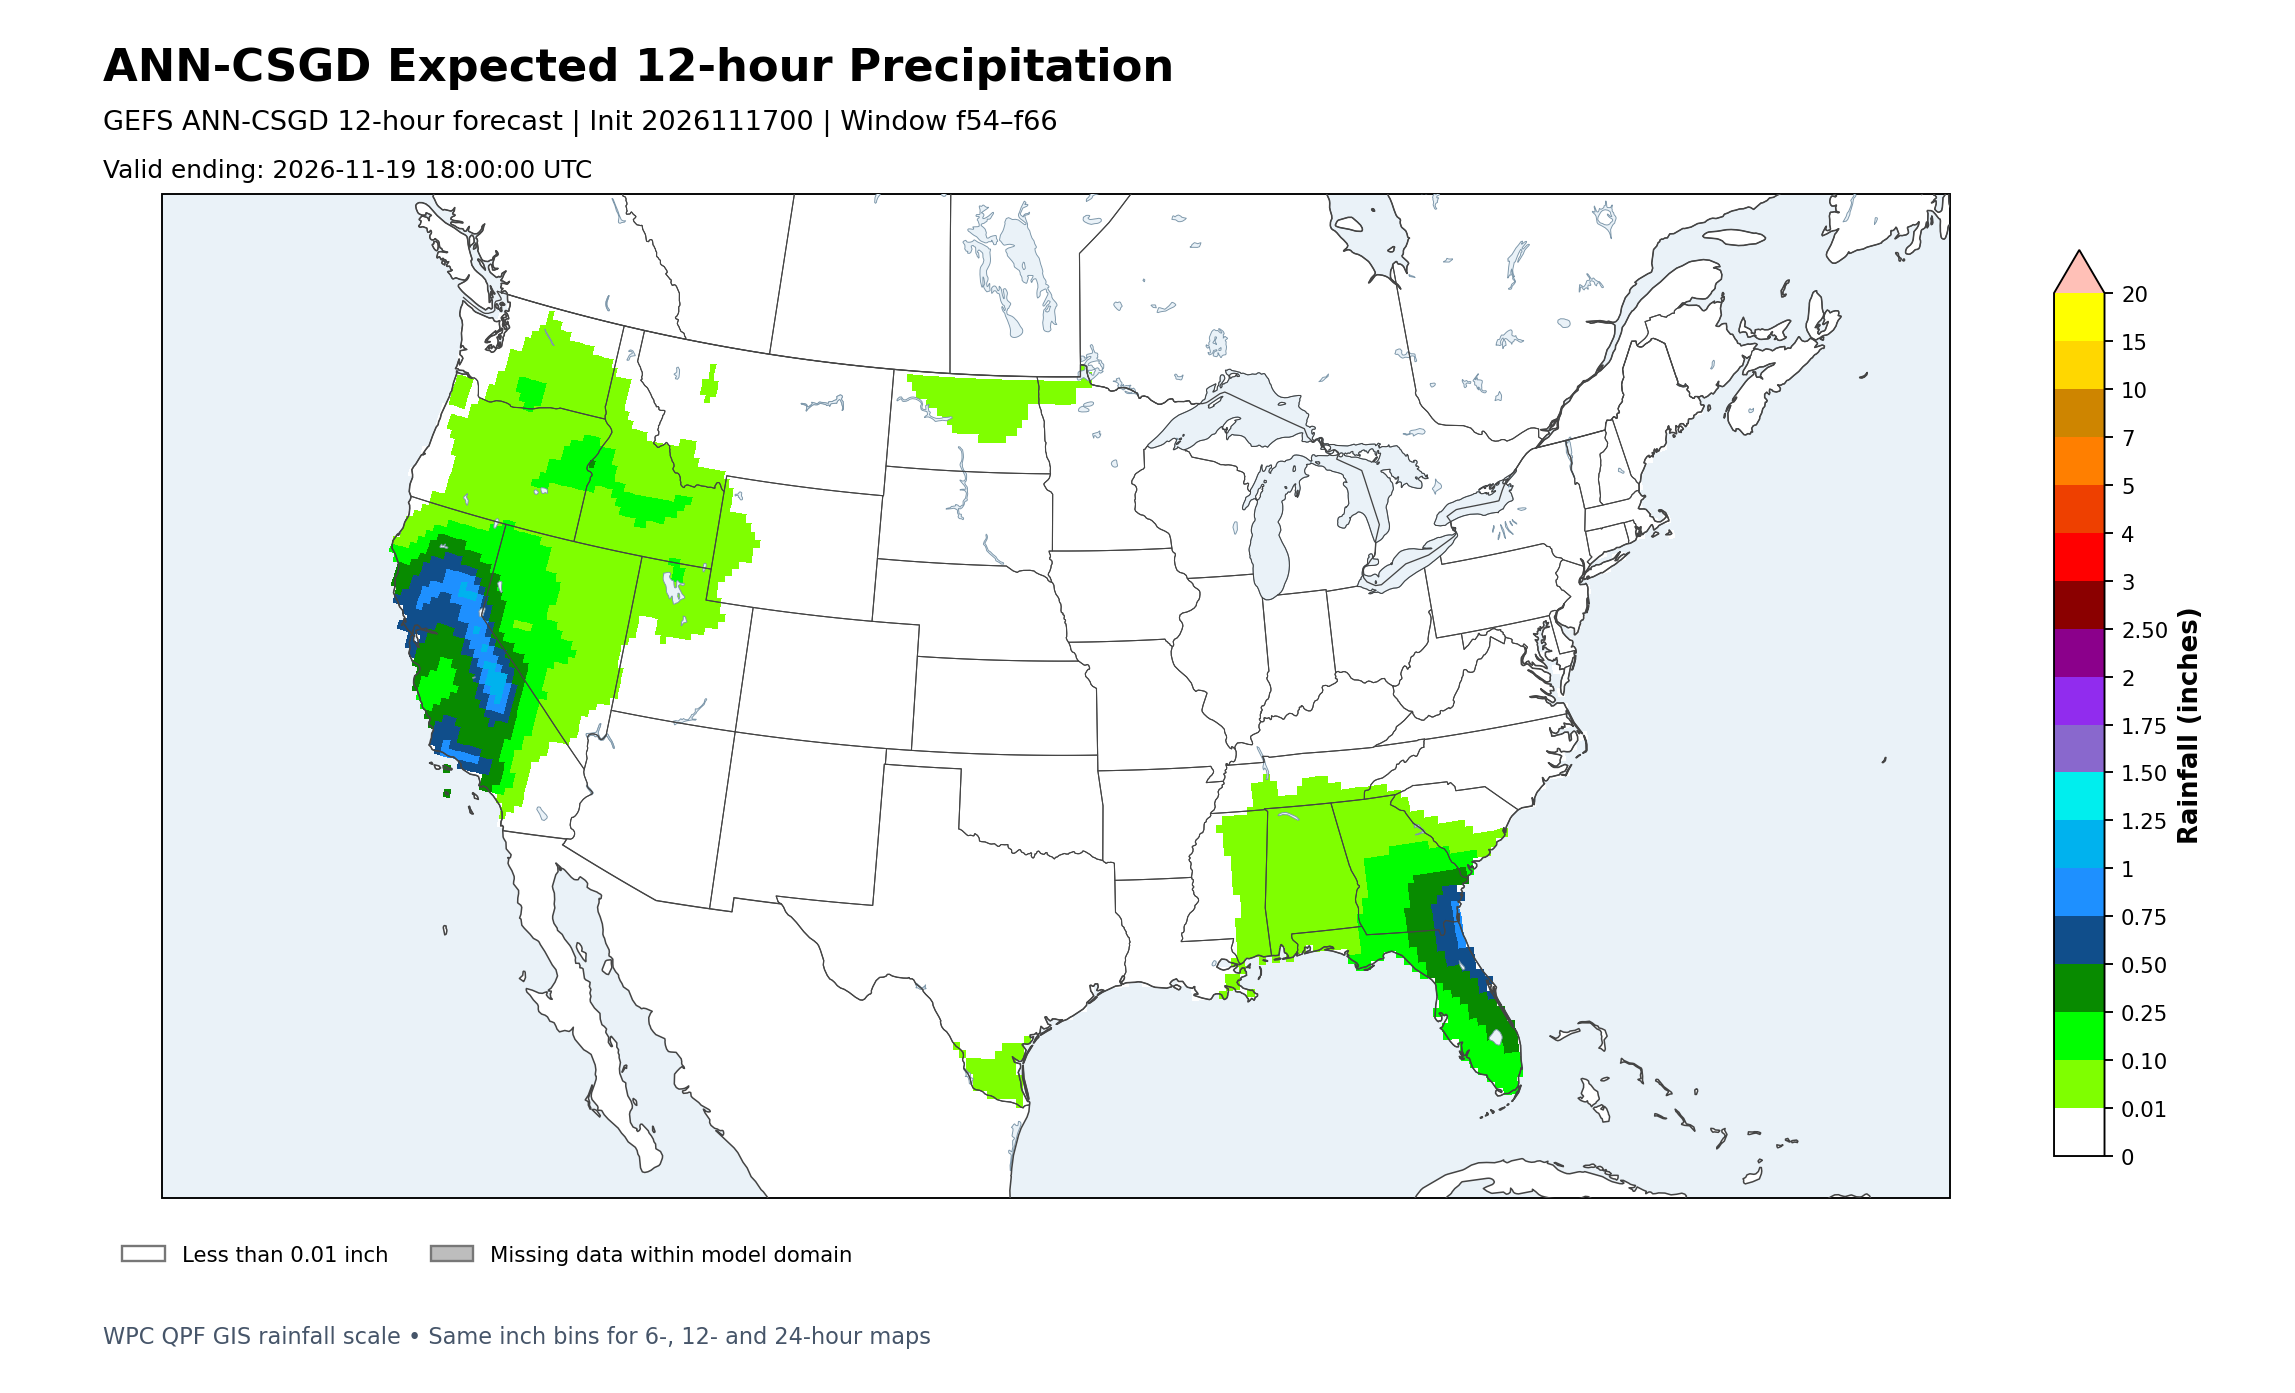 ANN-CSGD Expected 12-hour Precipitation
GEFS ANN-CSGD 12-hour forecast | Init 2026111700 | Window f54–f66
Valid ending: 2026-11-19 18:00:00 UTC
20
15
10
7
5
4
3
2.50
2
1.75
1.50
1.25
1
0.75
0.50
0.25
0.10
0.01
0
Rainfall (inches)
Less than 0.01 inch
Missing data within model domain
WPC QPF GIS rainfall scale • Same inch bins for 6-, 12- and 24-hour maps